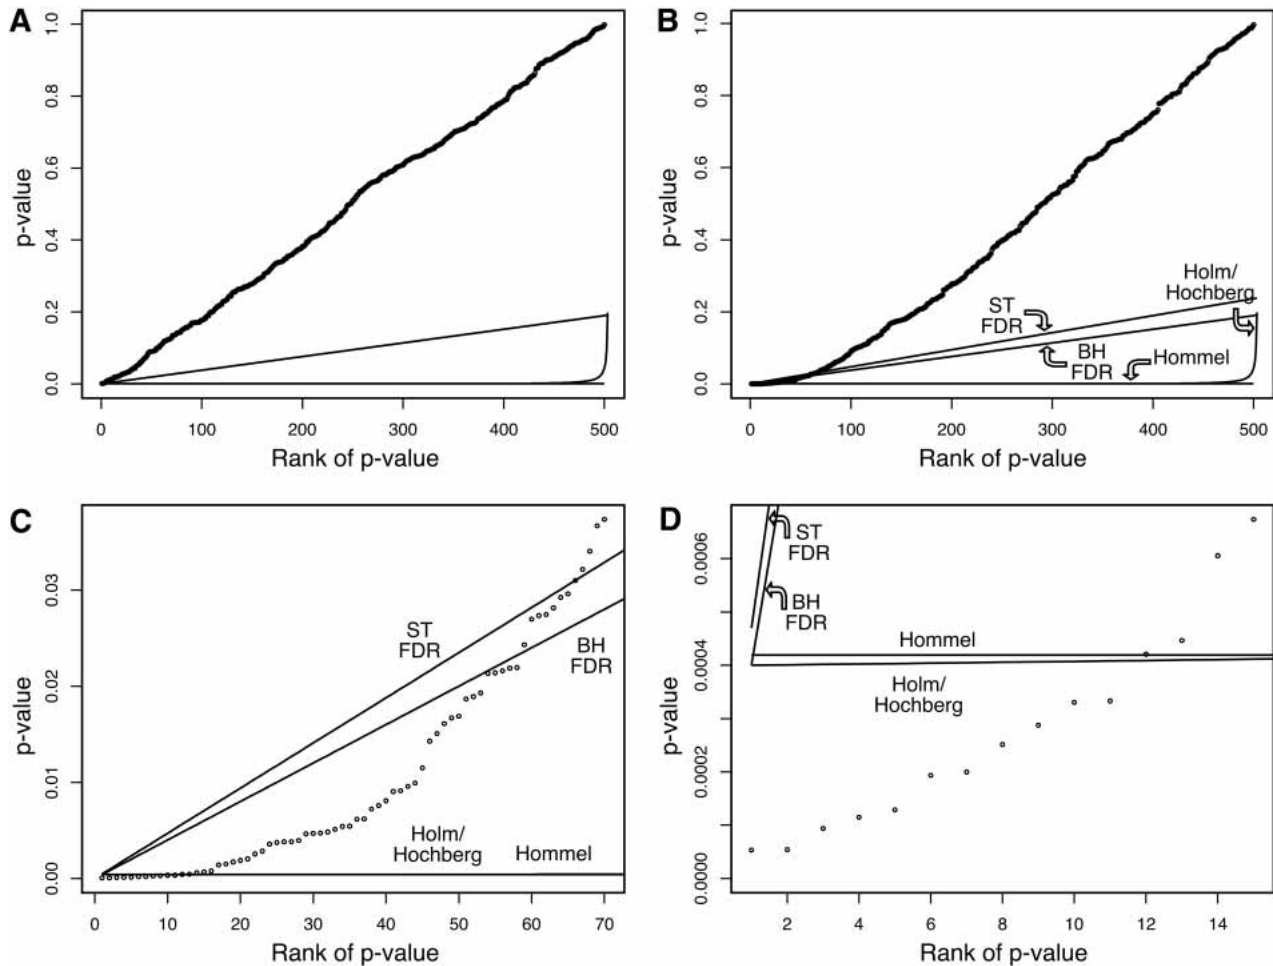 A
p-value
1.0
0.8
0.6
0.4
0.2
0.0
0 100 200 300 400 500
Rank of p-value
B
p-value
1.0
0.8
0.6
0.4
0.2
0.0
Holm/
Hochberg
ST
FDR
BH
FDR
Hommel
0 100 200 300 400 500
Rank of p-value
C
p-value
0.03
0.02
0.01
0.00
ST
FDR
BH
FDR
Holm/
Hochberg
Hommel
0 10 20 30 40 50 60 70
Rank of p-value
D
p-value
0.0006
0.0004
0.0002
0.0000
ST
FDR
BH
FDR
Hommel
Holm/
Hochberg
2 4 6 8 10 12 14
Rank of p-value